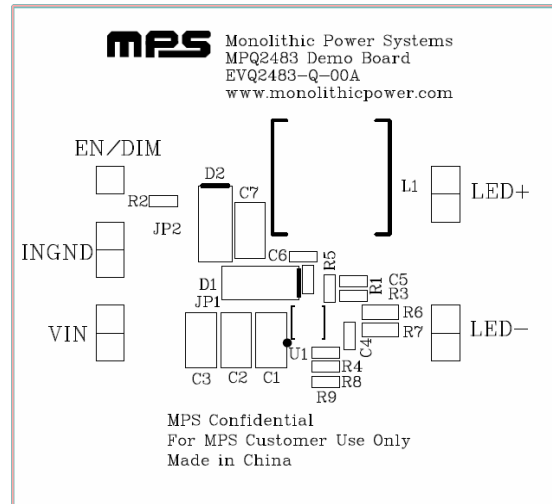 MPS
Monolithic Power Systems
MPQ2483 Demo Board
EVQ2483-Q-00A
www.monolithicpower.com
EN/DIM
D2
C7
L1
LED+
R2
JP2
INGND
C6
R5
D1
R1
C5
R3
JP1
R6
VIN
R7
LED-
U1
C4
C3
C2
C1
R4
R8
R9
MPS Confidential
For MPS Customer Use Only
Made in China